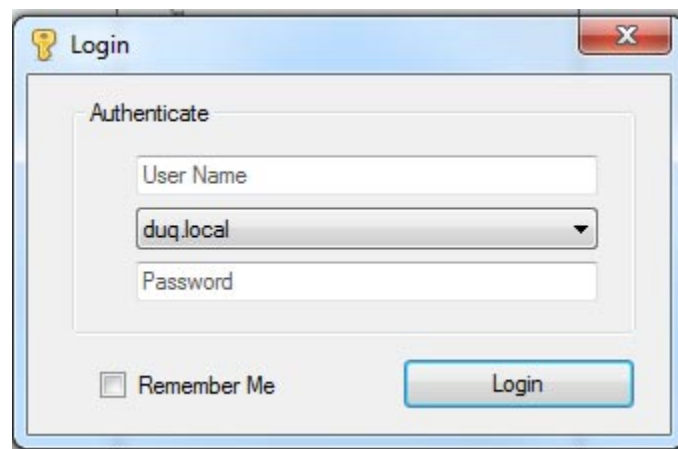 Login
Authenticate
User Name
duq.local
Password
Remember Me
Login